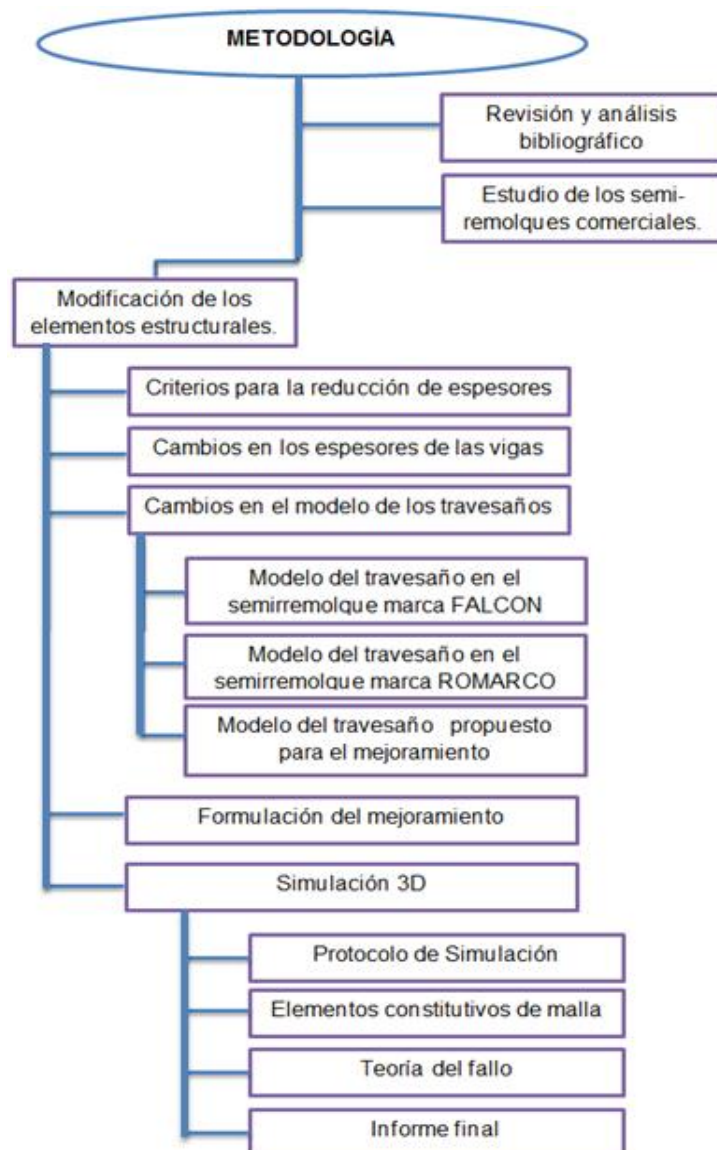 METODOLOGÍA
Revisión y análisis
bibliográfico
Estudio de los semi-
remolques comerciales.
Modificación de los
elementos estructurales.
Criterios para la reducción de espesores
Cambios en los espesores de las vigas
Cambios en el modelo de los travesaños
Modelo del travesaño en el
semirremolque marca FALCON
Modelo del travesaño en el
semirremolque marca ROMARCO
Modelo del travesaño propuesto
para el mejoramiento
Formulación del mejoramiento
Simulación 3D
Protocolo de Simulación
Elementos constitutivos de malla
Teoría del fallo
Informe final